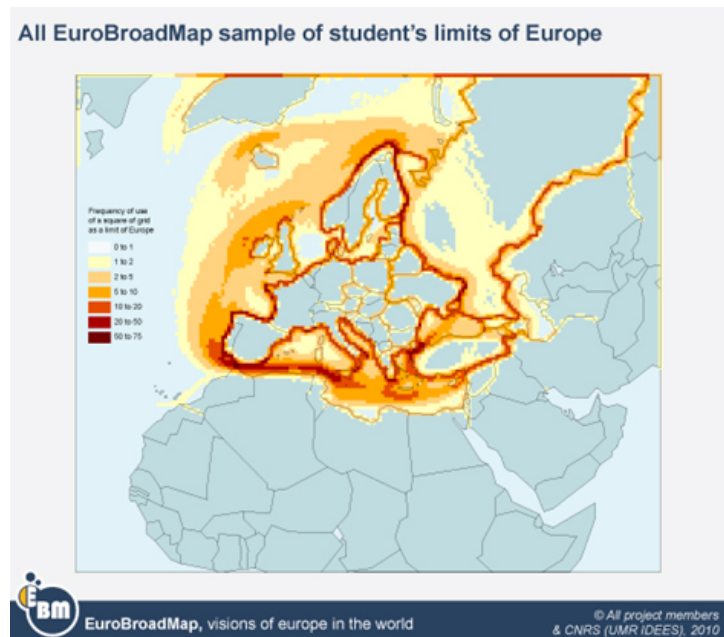 All EuroBroadMap sample of student's limits of Europe
Frequency of use
of a square of grid
as a limit of Europe
0 to 1
1 to 2
2 to 5
5 to 10
10 to 20
20 to 50
50 to 75
EBM
EuroBroadMap, visions of europe in the world
© All project members
& CNRS (UMR IDEES), 2010